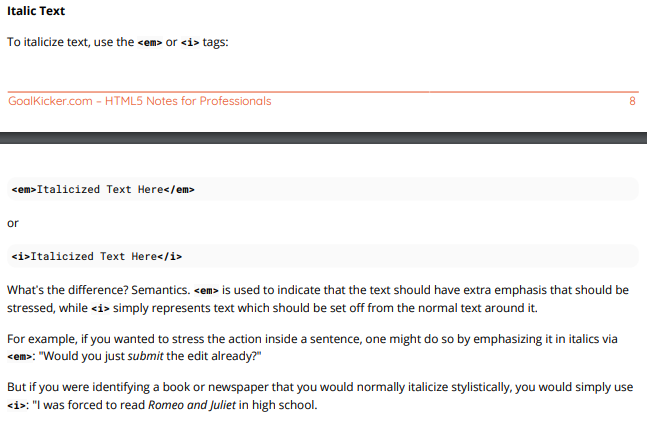 Italic Text
To italicize text, use the <em> or <i> tags:
GoalKicker.com – HTML5 Notes for Professionals 8
<em>Italicized Text Here</em>
or
<i>Italicized Text Here</i>
What's the difference? Semantics. <em> is used to indicate that the text should have extra emphasis that should be
stressed, while <i> simply represents text which should be set off from the normal text around it.
For example, if you wanted to stress the action inside a sentence, one might do so by emphasizing it in italics via
<em>: "Would you just submit the edit already?"
But if you were identifying a book or newspaper that you would normally italicize stylistically, you would simply use
<i>: "I was forced to read Romeo and Juliet in high school.